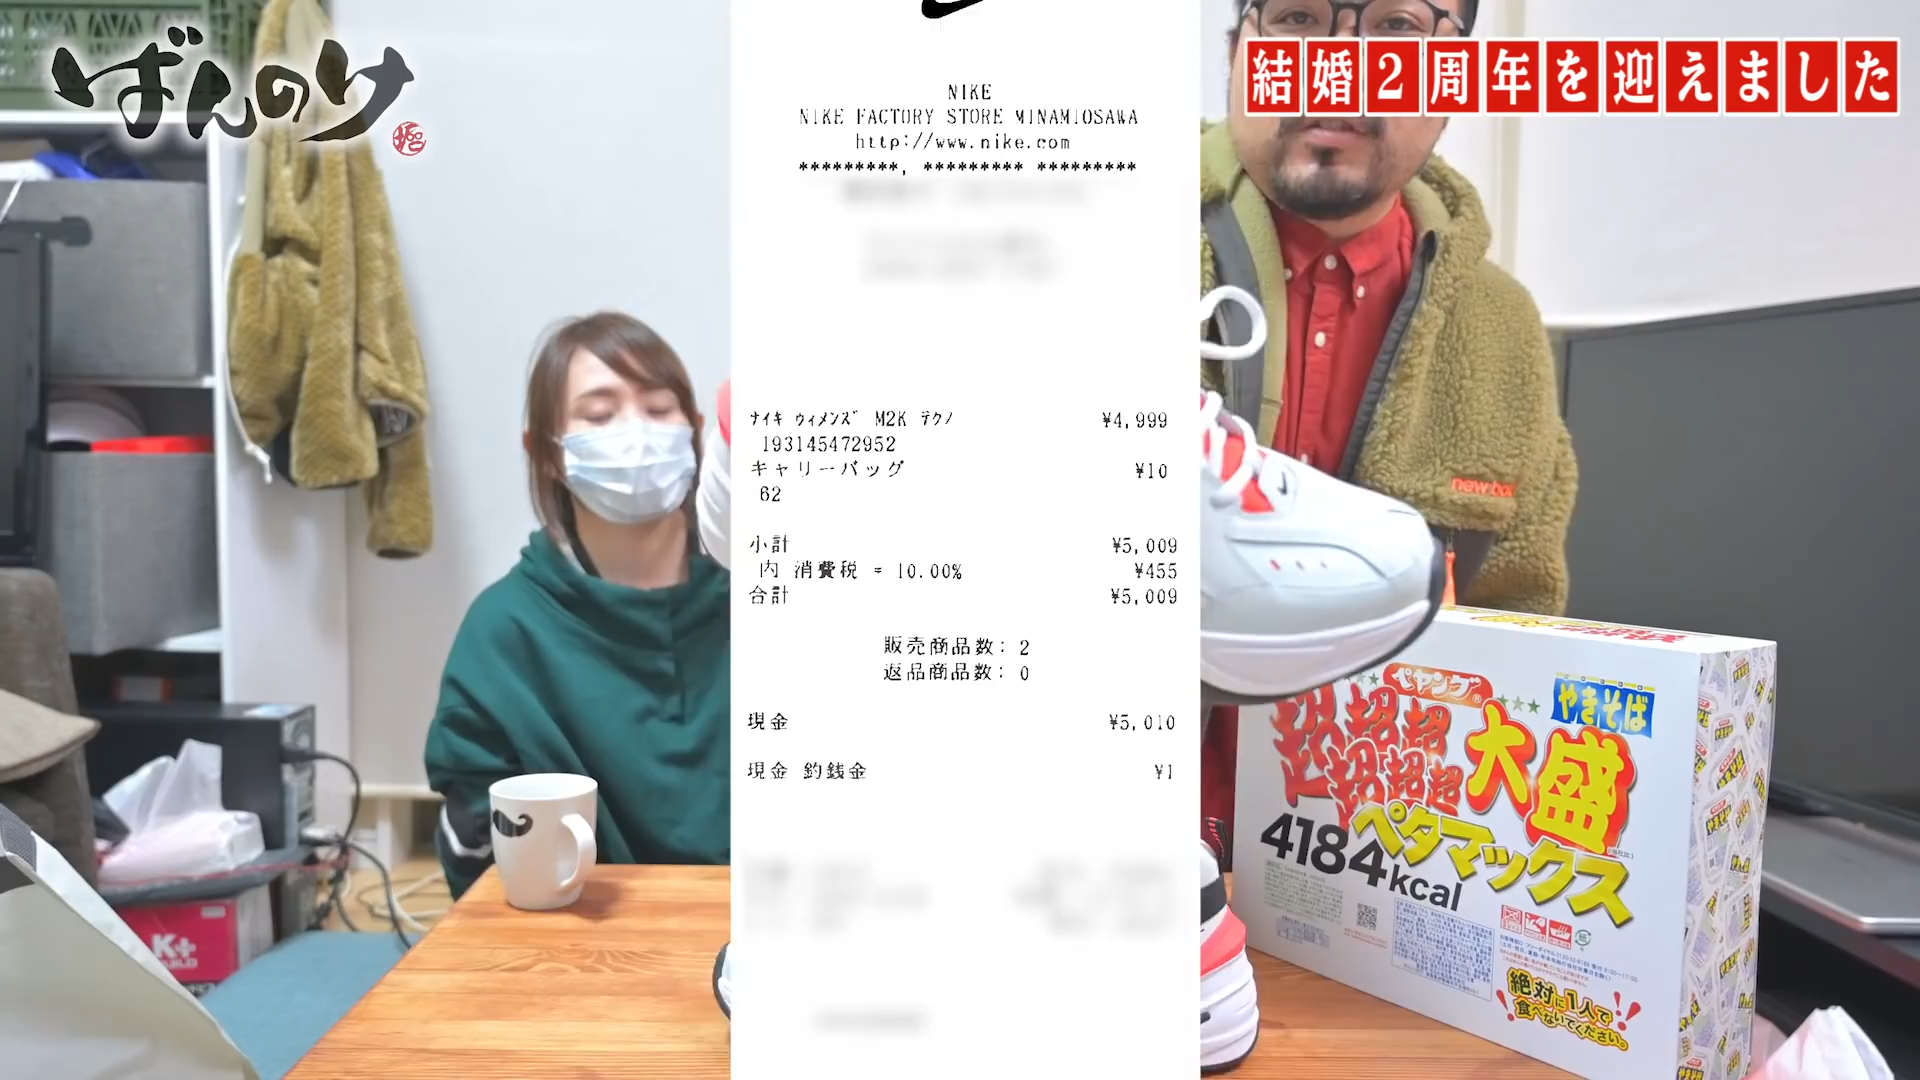 ばんのけ
結婚2周年を迎えました
NIKE
NIKE FACTORY STORE MINAMIOSAWA
http://www.nike.com
*********, ********* *********
ﾅｲｷ ｳｨﾒﾝｽﾞ M2K ﾃｸﾉ ¥4,999
193145472952
キャリーバッグ ¥10
62
小計 ¥5,009
内 消費税 = 10.00% ¥455
合計 ¥5,009
販売商品数: 2
返品商品数: 0
現金 ¥5,010
現金 釣銭金 ¥1
ペヤング
やきそば
超超超超超超大盛
ペタマックス
4184kcal
絶対に1人で
食べないでください。
K+